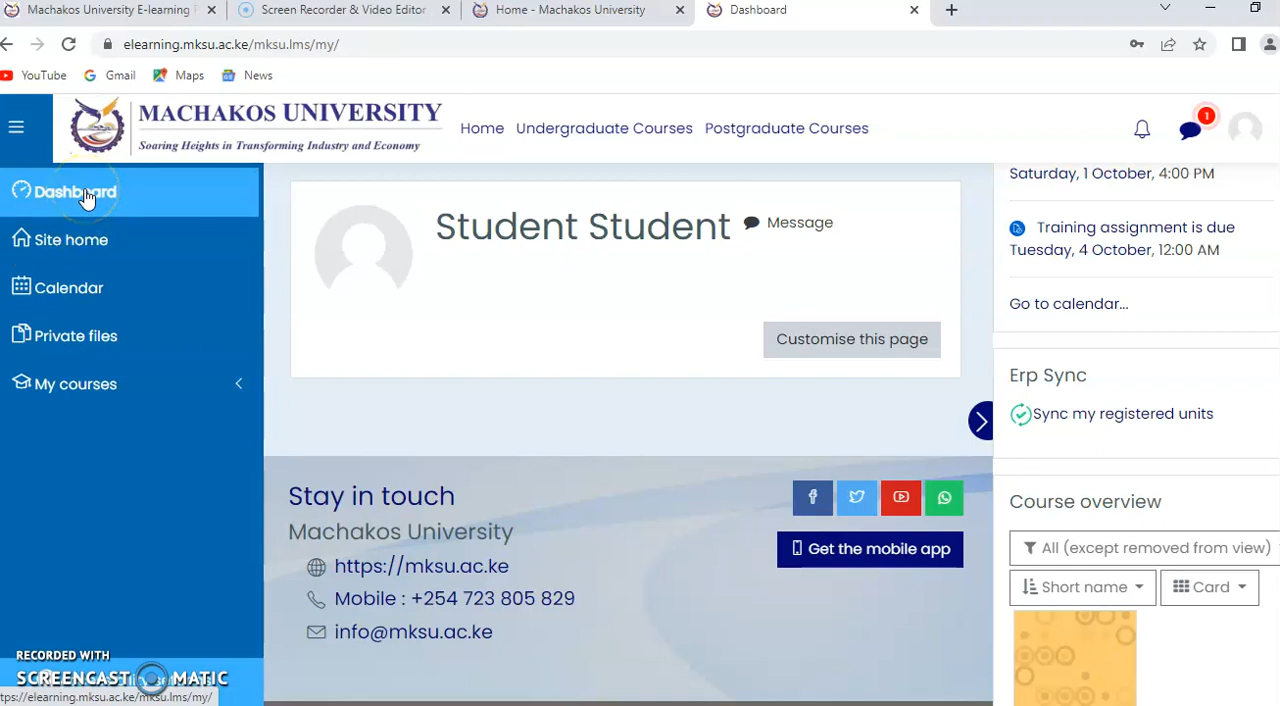 Machakos University E-learning P
Screen Recorder & Video Editor
Home - Machakos University
Dashboard
elearning.mksu.ac.ke/mksu.lms/my/
YouTube
Gmail
Maps
News
MACHAKOS UNIVERSITY
Soaring Heights in Transforming Industry and Economy
Home
Undergraduate Courses
Postgraduate Courses
1
Dashboard
Site home
Calendar
Private files
My courses
Student Student
Message
Customise this page
Saturday, 1 October, 4:00 PM
Training assignment is due
Tuesday, 4 October, 12:00 AM
Go to calendar...
Erp Sync
Sync my registered units
Course overview
All (except removed from view)
Short name
Card
Stay in touch
Machakos University
https://mksu.ac.ke
Mobile : +254 723 805 829
info@mksu.ac.ke
Get the mobile app
RECORDED WITH
SCREENCAST MATIC
tps://elearning.mksu.ac.ke/mksu.lms/my/